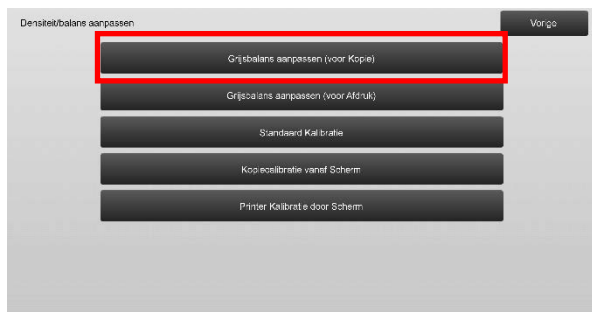 Densiteit/balans aanpassen
Vorige
Grijsbalans aanpassen (voor Kopie)
Grijsbalans aanpassen (voor Afdruk)
Standaard Kalibratie
Kopiecalibratie vanaf Scherm
Printer Kalibratie door Scherm